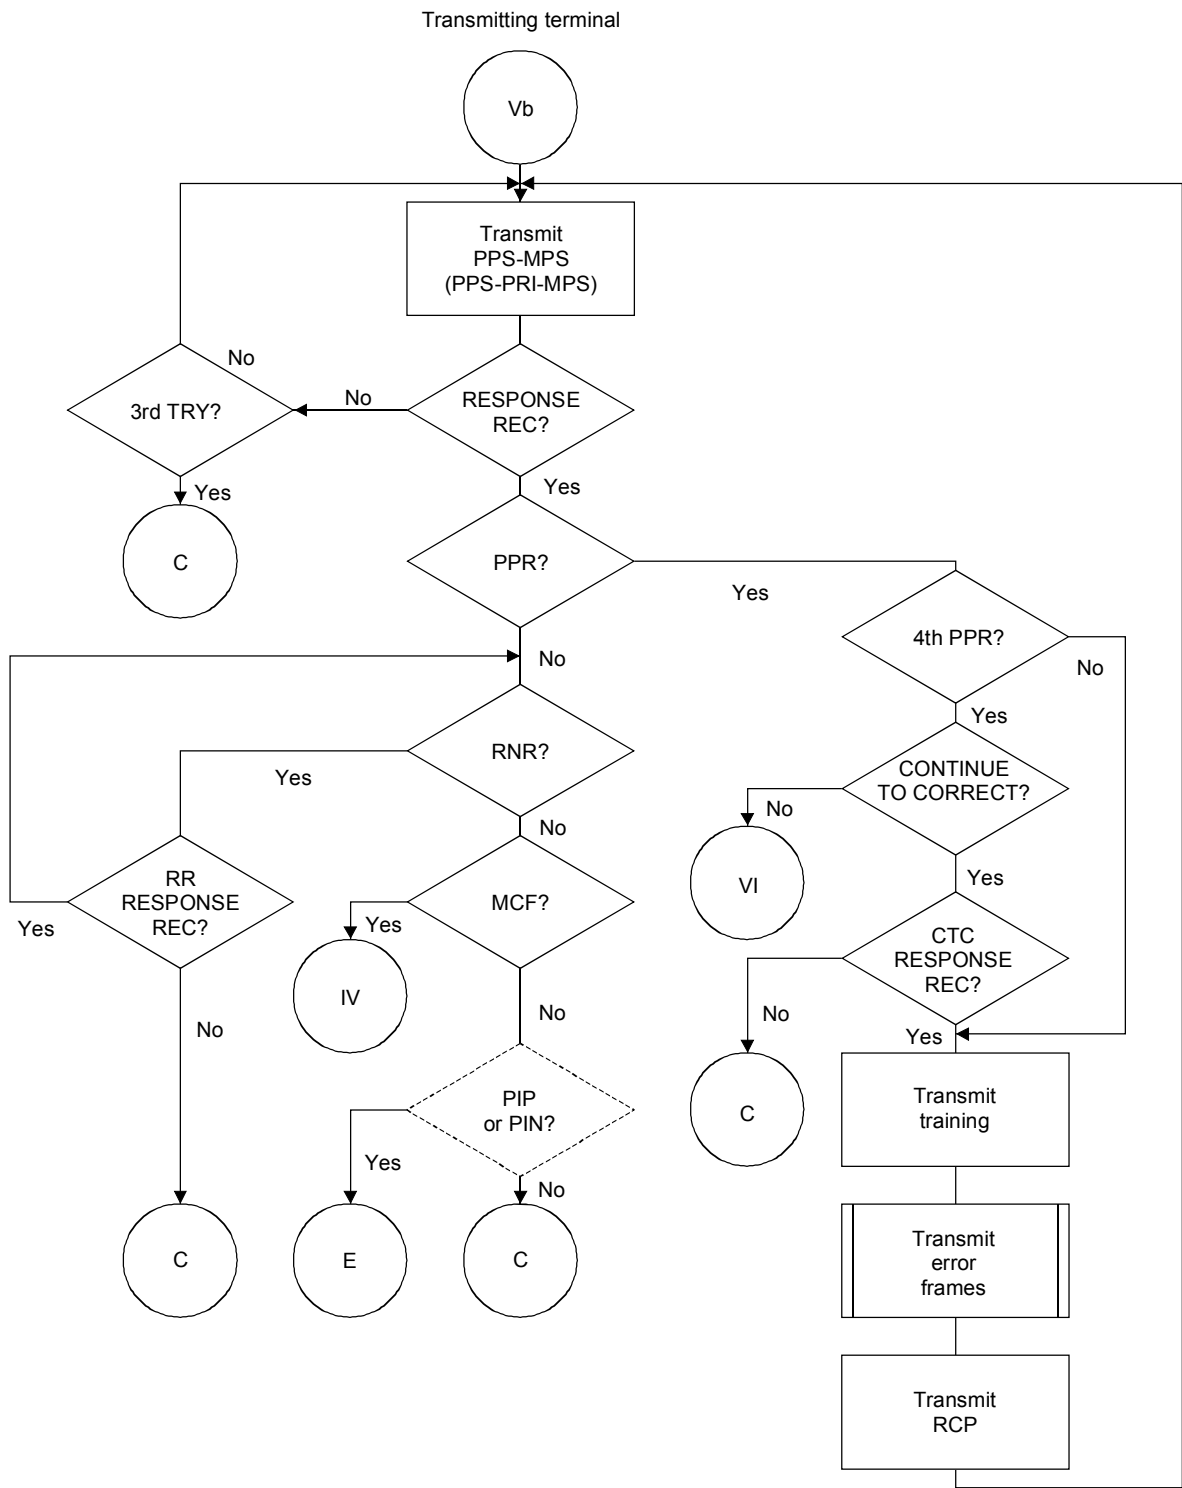 Transmitting terminal
Vb
Transmit
PPS-MPS
(PPS-PRI-MPS)
No
3rd TRY?
No
RESPONSE
REC?
Yes
Yes
C
PPR?
Yes
4th PPR?
No
No
Yes
RNR?
Yes
CONTINUE
TO CORRECT?
No
No
Yes
VI
RR
RESPONSE
REC?
Yes
MCF?
Yes
IV
CTC
RESPONSE
REC?
No
Yes
No
No
C
Transmit
training
PIP
or PIN?
Yes
No
C
E
C
Transmit
error
frames
Transmit
RCP